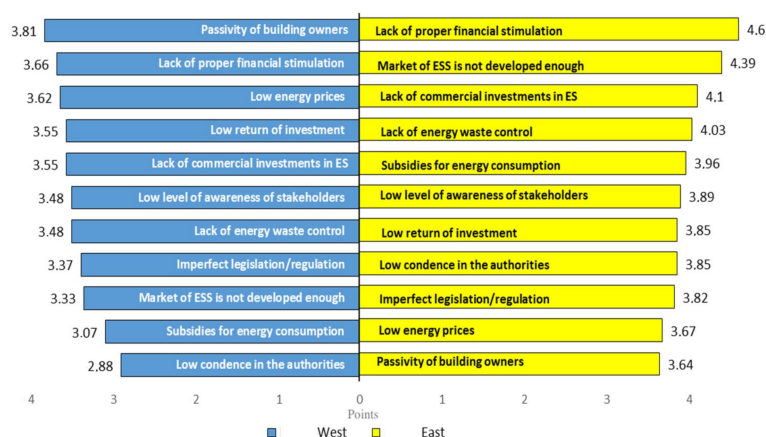 3.81 Passivity of building owners Lack of proper financial stimulation 4.6
3.66 Lack of proper financial stimulation Market of ESS is not developed enough 4.39
3.62 Low energy prices Lack of commercial investments in ES 4.1
3.55 Low return of investment Lack of energy waste control 4.03
3.55 Lack of commercial investments in ES Subsidies for energy consumption 3.96
3.48 Low level of awareness of stakeholders Low level of awareness of stakeholders 3.89
3.48 Lack of energy waste control Low return of investment 3.85
3.37 Imperfect legislation/regulation Low condence in the authorities 3.85
3.33 Market of ESS is not developed enough Imperfect legislation/regulation 3.82
3.07 Subsidies for energy consumption Low energy prices 3.67
2.88 Low condence in the authorities Passivity of building owners 3.64
4 3 2 1 0 1 2 3 4
Points
West East